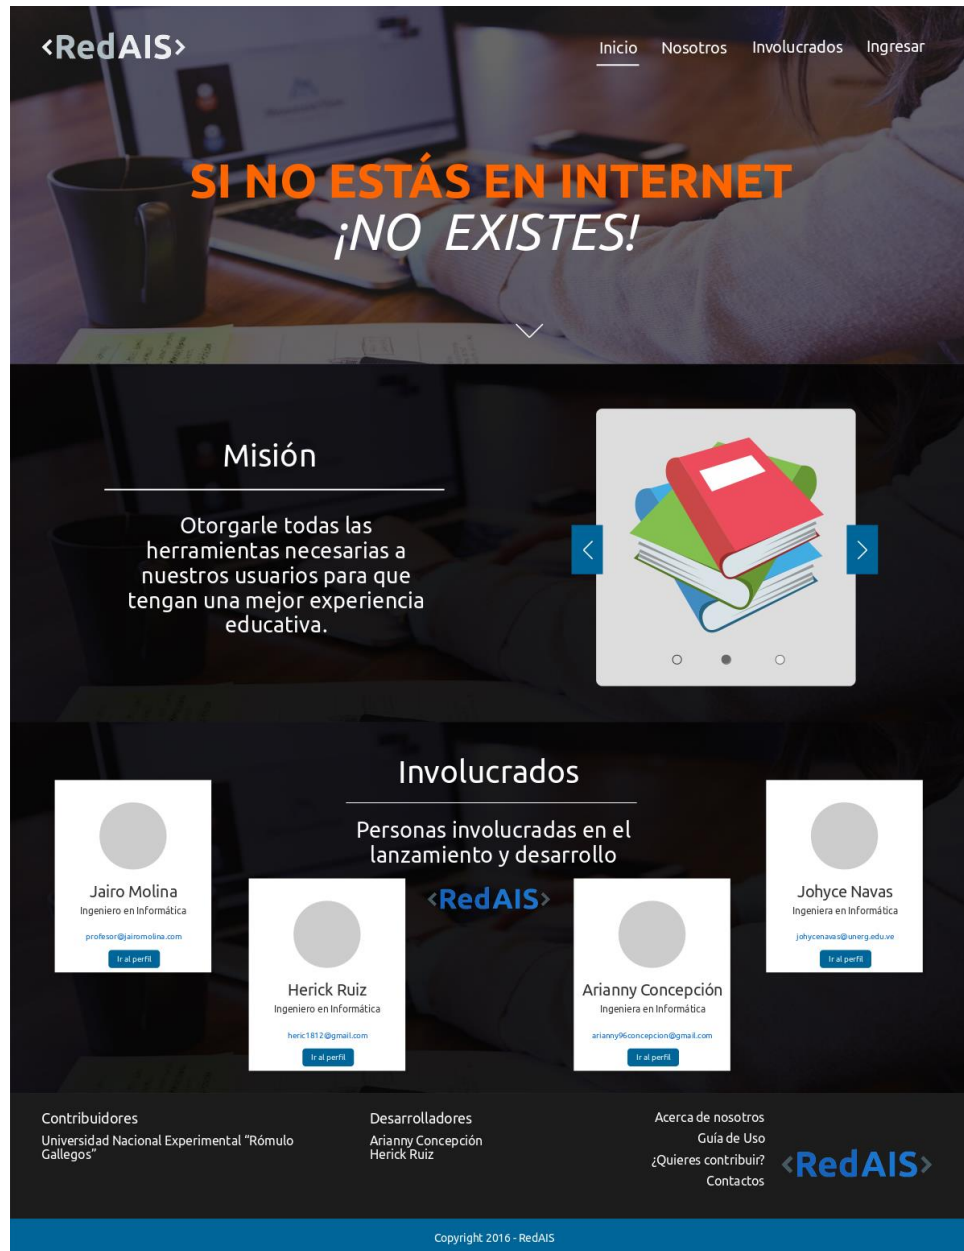 <RedAIS>
Inicio Nosotros Involucrados Ingresar
SI NO ESTÁS EN INTERNET
¡NO EXISTES!
Misión
Otorgarle todas las
herramientas necesarias a
nuestros usuarios para que
tengan una mejor experiencia
educativa.
Involucrados
Personas involucradas en el
lanzamiento y desarrollo
<RedAIS>
Jairo Molina
Ingeniero en Informática
profesor@jairomolina.com
Ir al perfil
Herick Ruiz
Ingeniero en Informática
heric1812@gmail.com
Ir al perfil
Arianny Concepción
Ingeniera en Informática
arianny96concepcion@gmail.com
Ir al perfil
Johyce Navas
Ingeniera en Informática
johycenavas@unerg.edu.ve
Ir al perfil
Contribuidores
Universidad Nacional Experimental “Rómulo
Gallegos”
Desarrolladores
Arianny Concepción
Herick Ruiz
Acerca de nosotros
Guía de Uso
¿Quieres contribuir?
Contactos
<RedAIS>
Copyright 2016 - RedAIS